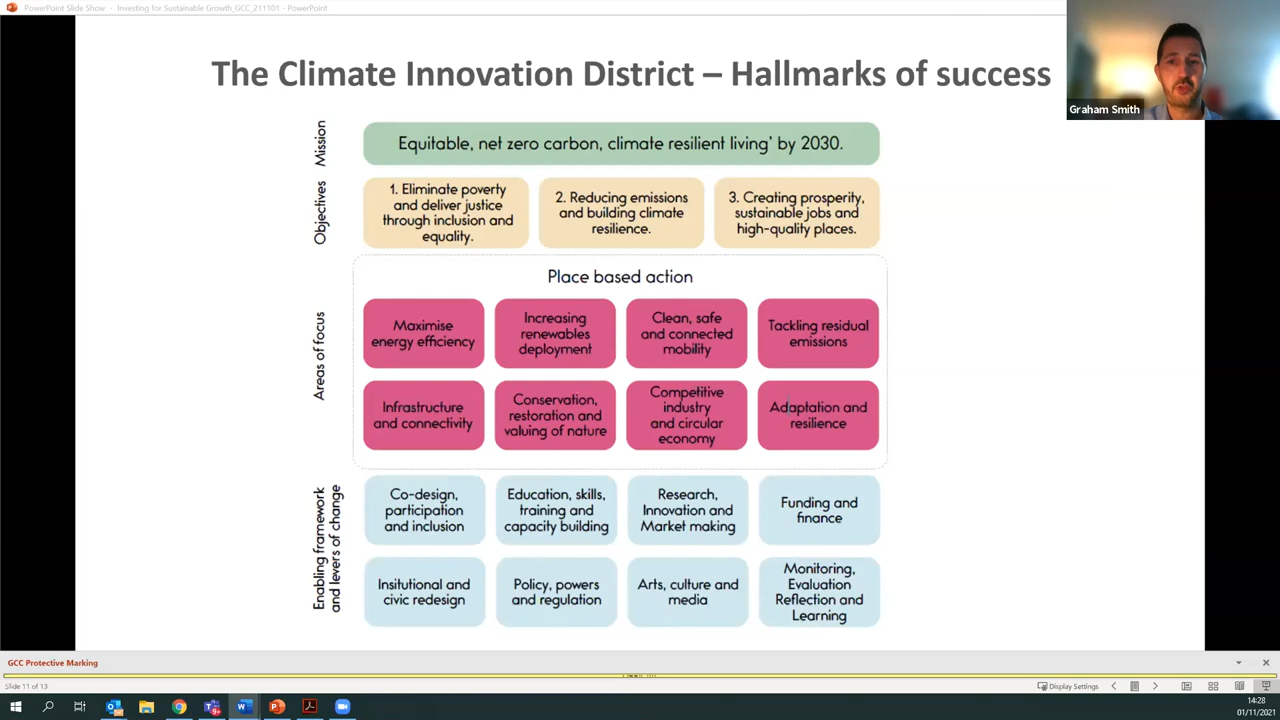 PowerPoint Slide Show - Investing for Sustainable Growth_GCC_211101 - PowerPoint
The Climate Innovation District – Hallmarks of success
Graham Smith
Mission
Equitable, net zero carbon, climate resilient living’ by 2030.
Objectives
1. Eliminate poverty
and deliver justice
through inclusion and
equality.
2. Reducing emissions
and building climate
resilience.
3. Creating prosperity,
sustainable jobs and
high-quality places.
Place based action
Areas of focus
Maximise
energy efficiency
Increasing
renewables
deployment
Clean, safe
and connected
mobility
Tackling residual
emissions
Infrastructure
and connectivity
Conservation,
restoration and
valuing of nature
Competitive
industry
and circular
economy
Adaptation and
resilience
Enabling framework
and levers of change
Co-design,
participation
and inclusion
Education, skills,
training and
capacity building
Research,
Innovation and
Market making
Funding and
finance
Insitutional and
civic redesign
Policy, powers
and regulation
Arts, culture and
media
Monitoring,
Evaluation
Reflection and
Learning
GCC Protective Marking
Slide 11 of 13
Display Settings
14:28
01/11/2021